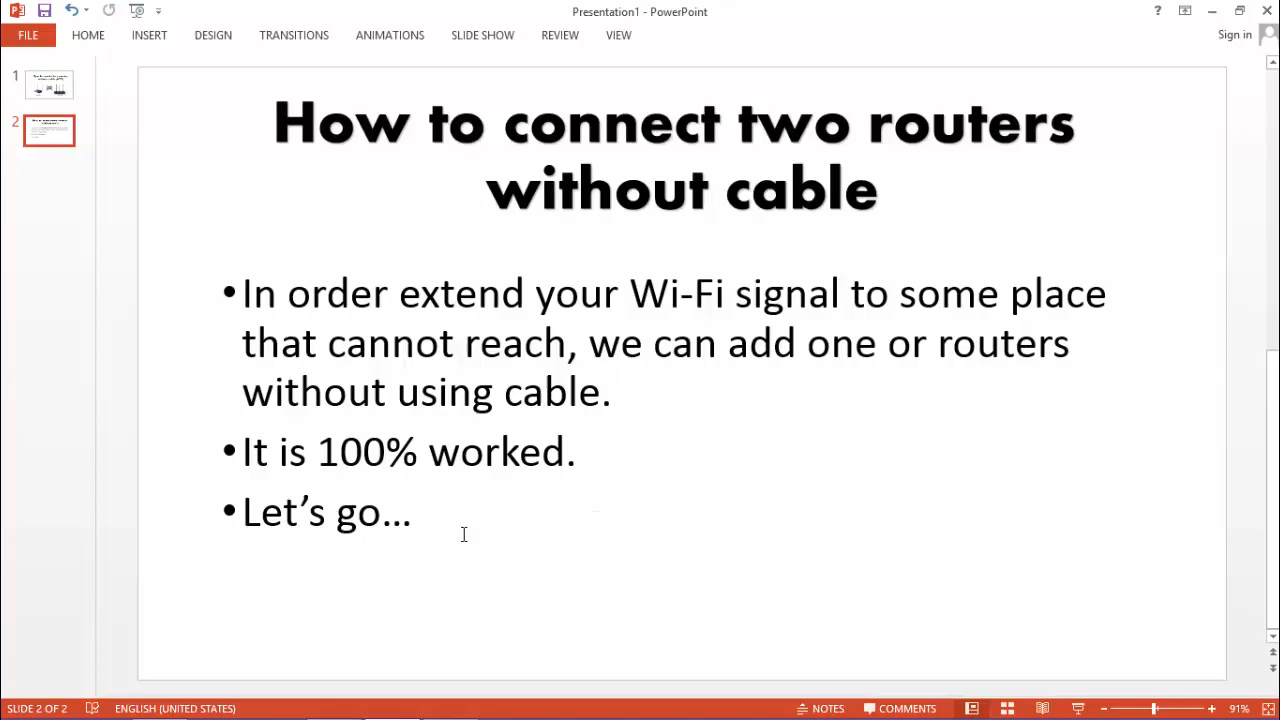 Presentation1 - PowerPoint
?
FILE HOME INSERT DESIGN TRANSITIONS ANIMATIONS SLIDE SHOW REVIEW VIEW
Sign in
1
2
How to connect two routers
without cable
•In order extend your Wi-Fi signal to some place
that cannot reach, we can add one or routers
without using cable.
•It is 100% worked.
•Let’s go…
SLIDE 2 OF 2 ENGLISH (UNITED STATES) NOTES COMMENTS 91%